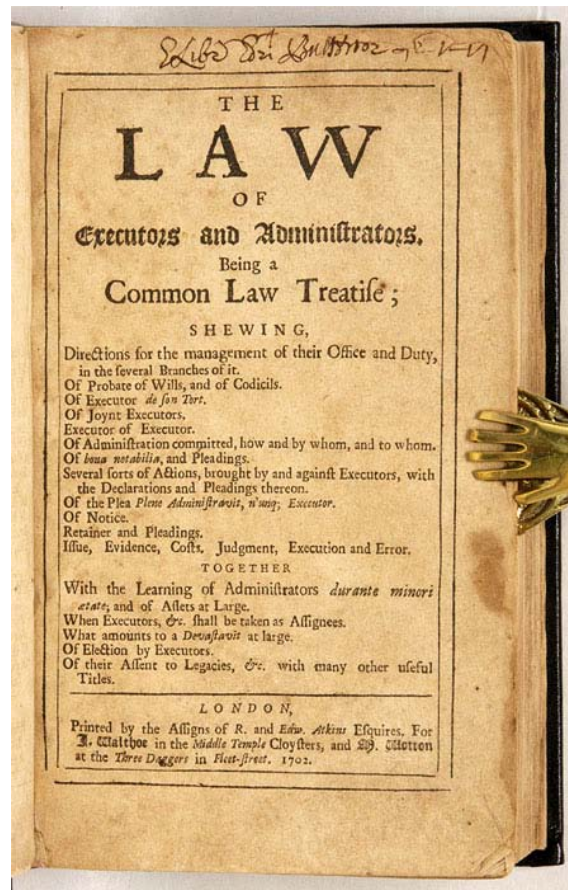 Ex Libr
THE
LAW
OF
Executors and Administrators.
Being a
Common Law Treatiſe;
SHEWING,
Directions for the management of their Office and Duty,
in the ſeveral Branches of it.
Of Probate of Wills, and of Codicils.
Of Executor de ſon Tort.
Of Joynt Executors.
Executor of Executor.
Of Adminiſtration committed, how and by whom, and to whom.
Of bona notabilia, and Pleadings.
Several ſorts of Actions, brought by and againſt Executors, with
the Declarations and Pleadings thereon.
Of the Plea Plene Adminiſtravit, n'unq; Executor.
Of Notice.
Retainer and Pleadings.
Iſſue, Evidence, Coſts, Judgment, Execution and Error.
TOGETHER
With the Learning of Adminiſtrators durante minori
ætate; and of Aſſets at Large.
When Executors, &c. ſhall be taken as Aſſignees.
What amounts to a Devaſtavit at large.
Of Election by Executors.
Of their Aſſent to Legacies, &c. with many other uſeful
Titles.
LONDON,
Printed by the Aſſigns of R. and Edw. Atkins Eſquires. For
J. Walthoe in the Middle Temple Cloyſters, and M. Wotton
at the Three Daggers in Fleet-ſtreet. 1702.